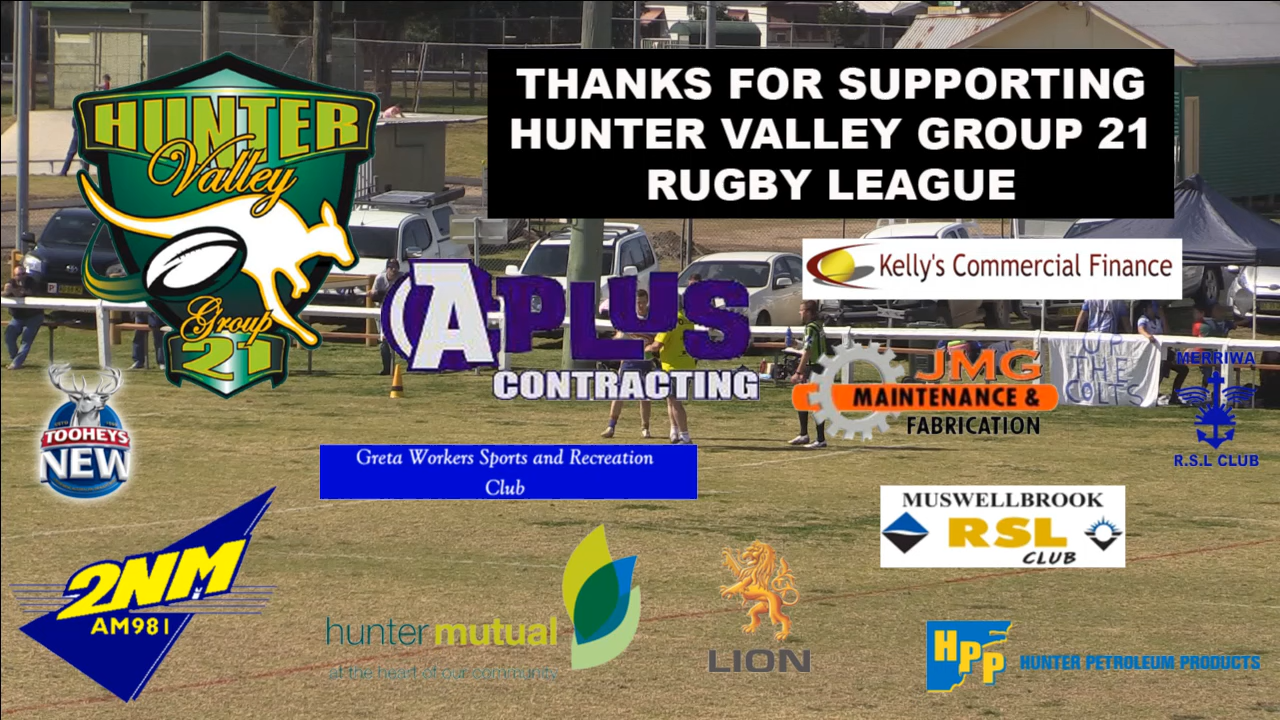 HUNTER
Valley
Group
21
THANKS FOR SUPPORTING
HUNTER VALLEY GROUP 21
RUGBY LEAGUE
Kelly's Commercial Finance
A PLUS
CONTRACTING
JMG
MAINTENANCE &
FABRICATION
UP
THE
COLTS
MERRIWA
R.S.L CLUB
TOOHEYS
NEW
Greta Workers Sports and Recreation
Club
MUSWELLBROOK
RSL
CLUB
2NM
AM981
hunter mutual
at the heart of our community
LION
HPP
HUNTER PETROLEUM PRODUCTS